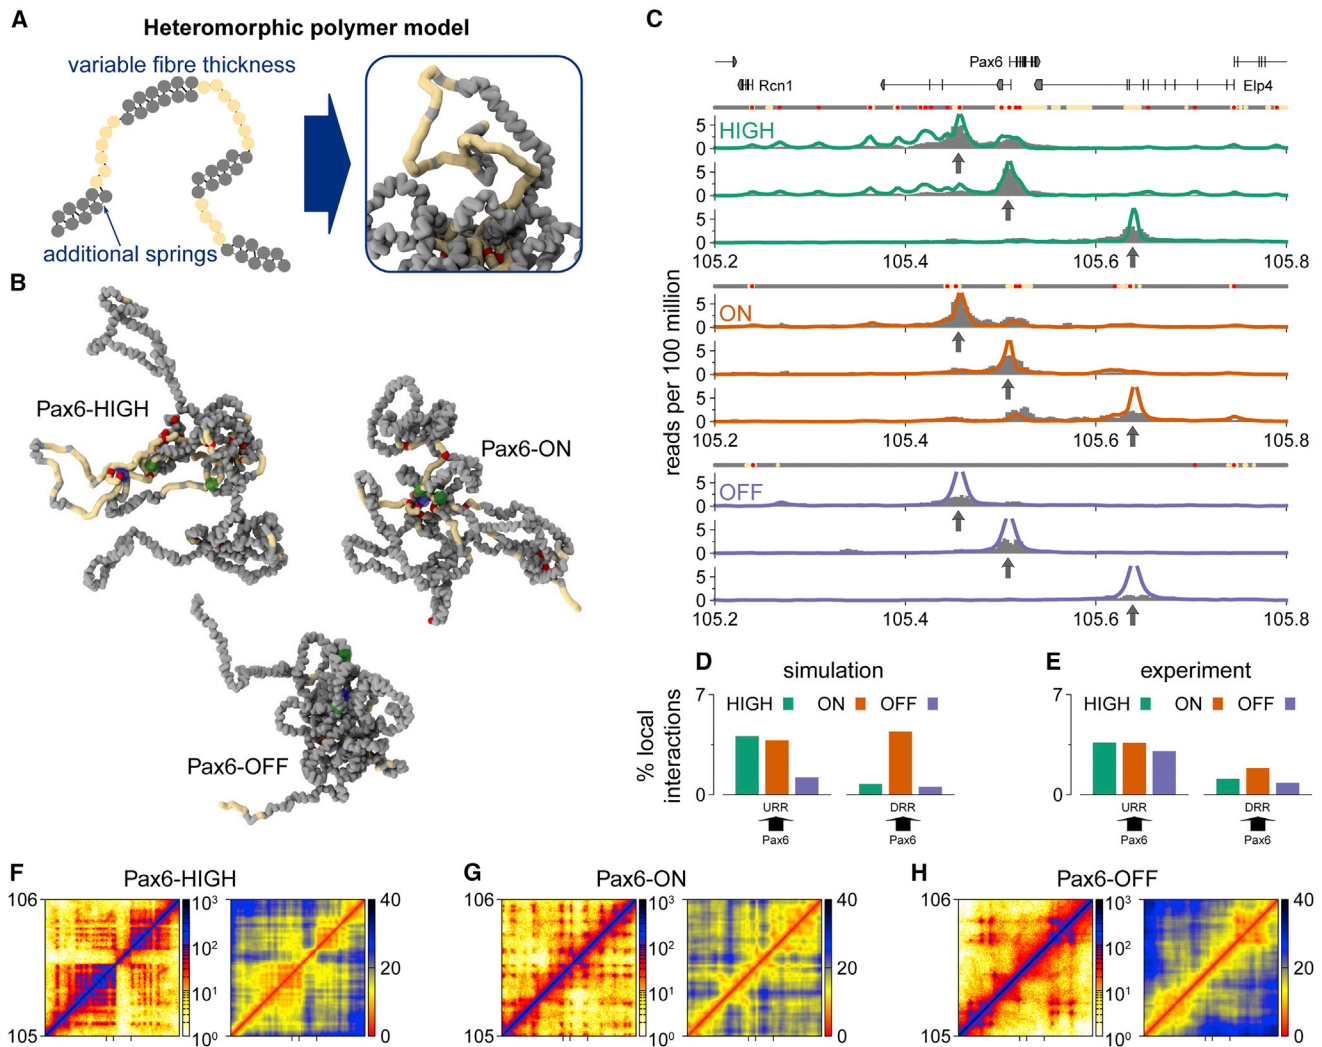 A
Heteromorphic polymer model
variable fibre thickness
additional springs
B
Pax6-HIGH
Pax6-ON
Pax6-OFF
C
Pax6
Rcn1
Elp4
reads per 100 million
HIGH
5
0
5
0
5
0
105.2 105.4 105.6 105.8
ON
5
0
5
0
5
0
105.2 105.4 105.6 105.8
OFF
5
0
5
0
5
0
105.2 105.4 105.6 105.8
D
simulation
% local
interactions
7
0
HIGH ON OFF
URR DRR
Pax6 Pax6
E
experiment
7
0
HIGH ON OFF
URR DRR
Pax6 Pax6
F
Pax6-HIGH
106
105
10³
10²
10¹
10⁰
40
20
0
G
Pax6-ON
106
105
10³
10²
10¹
10⁰
40
20
0
H
Pax6-OFF
106
105
10³
10²
10¹
10⁰
40
20
0